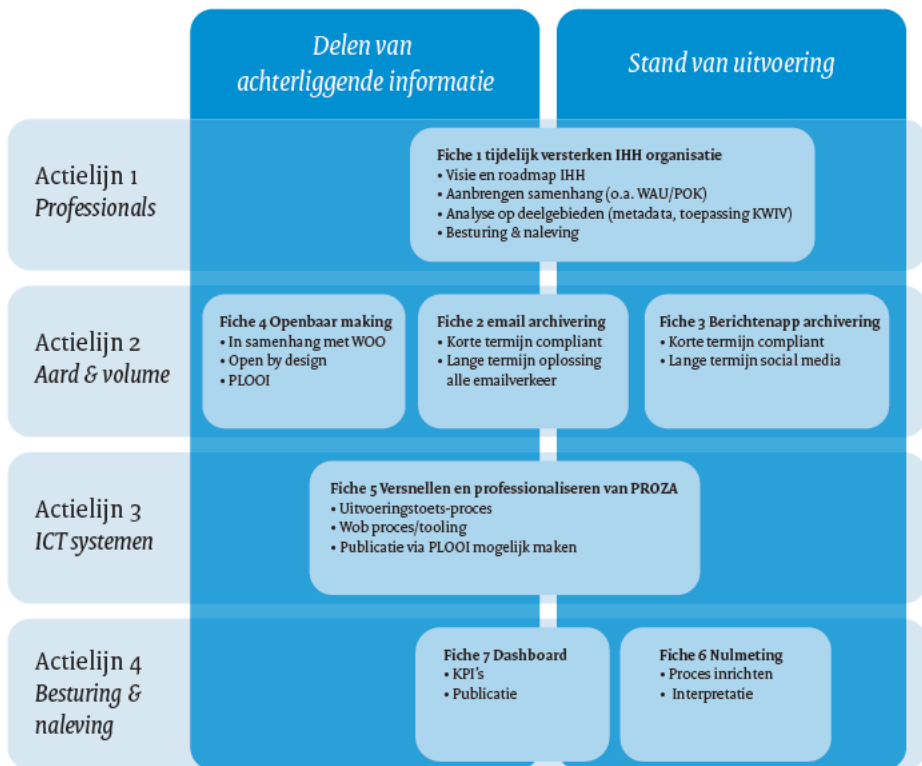 Delen van
achterliggende informatie
Stand van uitvoering
Actielijn 1
Professionals
Fiche 1 tijdelijk versterken IHH organisatie
• Visie en roadmap IHH
• Aanbrengen samenhang (o.a. WAU/POK)
• Analyse op deelgebieden (metadata, toepassing KWIV)
• Besturing & naleving
Actielijn 2
Aard & volume
Fiche 4 Openbaar making
• In samenhang met WOO
• Open by design
• PLOOI
Fiche 2 email archivering
• Korte termijn compliant
• Lange termijn oplossing
alle emailverkeer
Fiche 3 Berichtenapp archivering
• Korte termijn compliant
• Lange termijn social media
Actielijn 3
ICT systemen
Fiche 5 Versnellen en professionaliseren van PROZA
• Uitvoeringstoets-proces
• Wob proces/tooling
• Publicatie via PLOOI mogelijk maken
Actielijn 4
Besturing &
naleving
Fiche 7 Dashboard
• KPI's
• Publicatie
Fiche 6 Nulmeting
• Proces inrichten
• Interpretatie